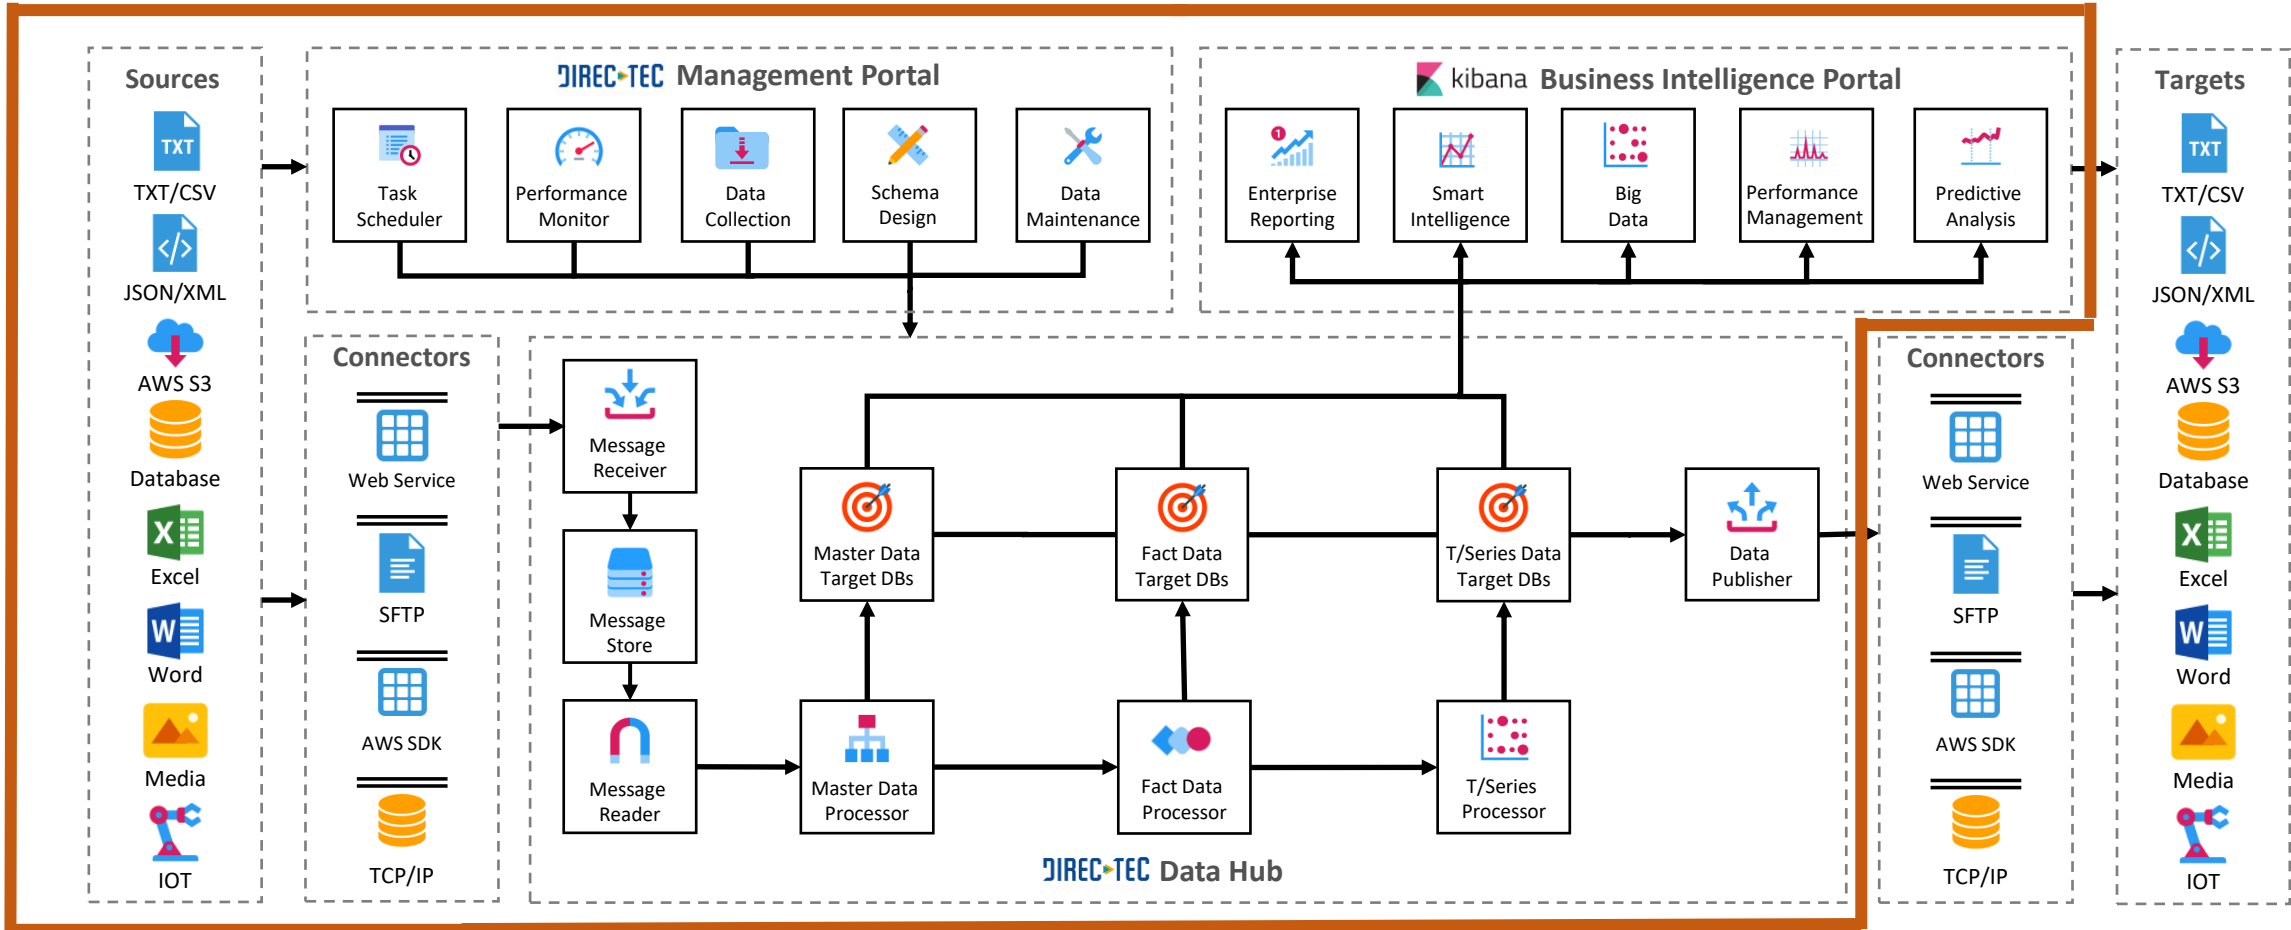 Sources
TXT
TXT/CSV
JSON/XML
AWS S3
Database
X
Excel
W
Word
Media
IOT
DIREC TEC Management Portal
Task
Scheduler
Performance
Monitor
Data
Collection
Schema
Design
Data
Maintenance
kibana Business Intelligence Portal
1
Enterprise
Reporting
Smart
Intelligence
Big
Data
Performance
Management
Predictive
Analysis
Connectors
Web Service
SFTP
AWS SDK
TCP/IP
Message
Receiver
Message
Store
Message
Reader
Master Data
Target DBs
Fact Data
Target DBs
T/Series Data
Target DBs
Data
Publisher
Master Data
Processor
Fact Data
Processor
T/Series
Processor
DIREC TEC Data Hub
Connectors
Web Service
SFTP
AWS SDK
TCP/IP
Targets
TXT
TXT/CSV
JSON/XML
AWS S3
Database
X
Excel
W
Word
Media
IOT